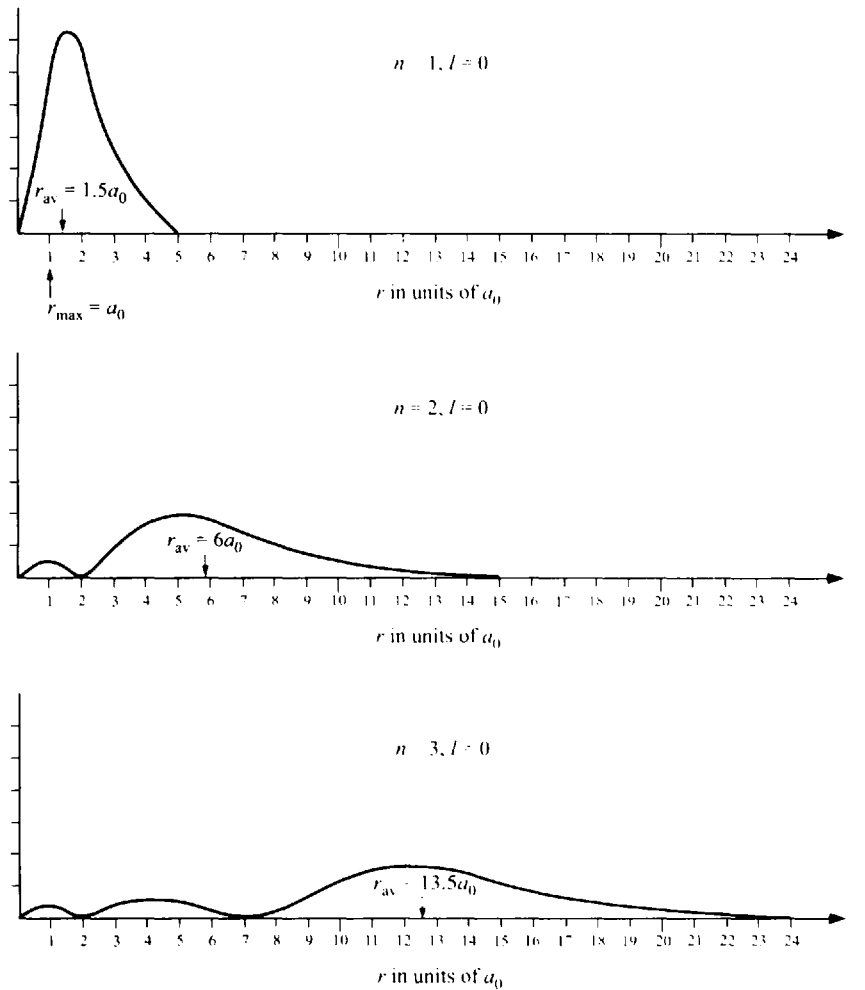 n = 1, l = 0
r_av = 1.5a_0
1 2 3 4 5 6 7 8 9 10 11 12 13 14 15 16 17 18 19 20 21 22 23 24
r_max = a_0
r in units of a_0
n = 2, l = 0
r_av = 6a_0
1 2 3 4 5 6 7 8 9 10 11 12 13 14 15 16 17 18 19 20 21 22 23 24
r in units of a_0
n = 3, l = 0
r_av = 13.5a_0
1 2 3 4 5 6 7 8 9 10 11 12 13 14 15 16 17 18 19 20 21 22 23 24
r in units of a_0